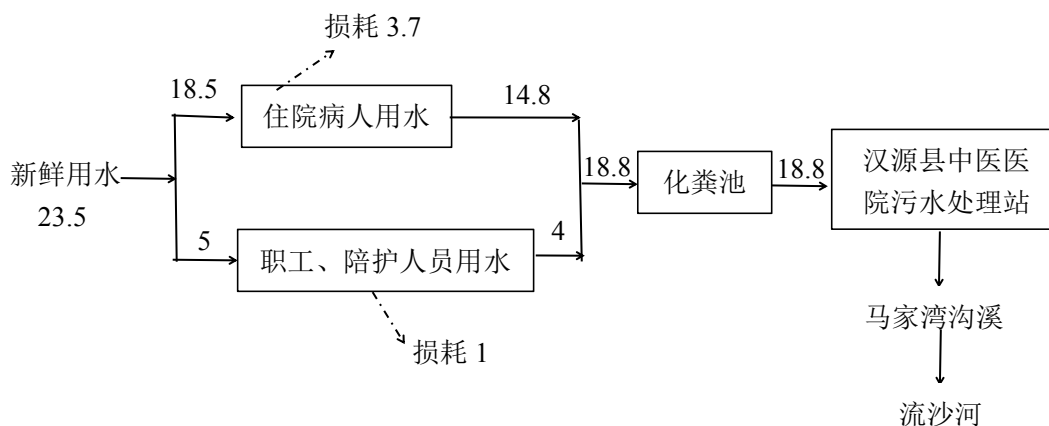 损耗 3.7
18.5
住院病人用水
14.8
新鲜用水
23.5
18.8
化粪池
18.8
汉源县中医医
院污水处理站
5
职工、陪护人员用水
4
损耗 1
马家湾沟溪
流沙河